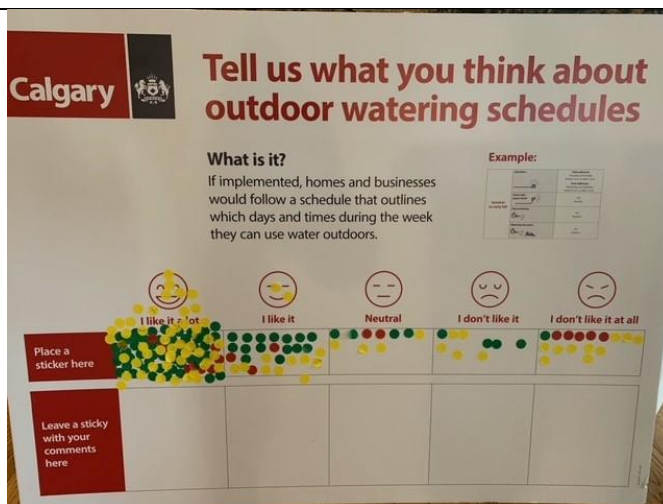 Calgary
Tell us what you think about
outdoor watering schedules
What is it?
If implemented, homes and businesses
would follow a schedule that outlines
which days and times during the week
they can use water outdoors.
Example:
I like it a lot
I like it
Neutral
I don't like it
I don't like it at all
Place a
sticker here
Leave a sticky
with your
comments
here